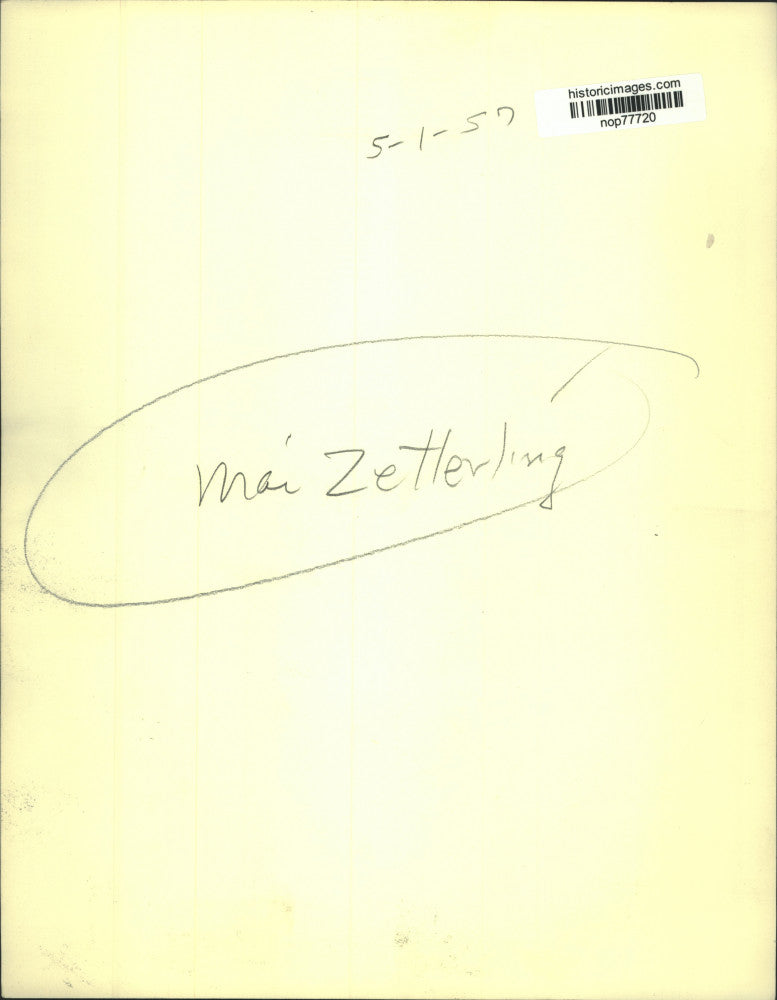 historicimages.com
nop77720
5-1-57
Mai Zetterling